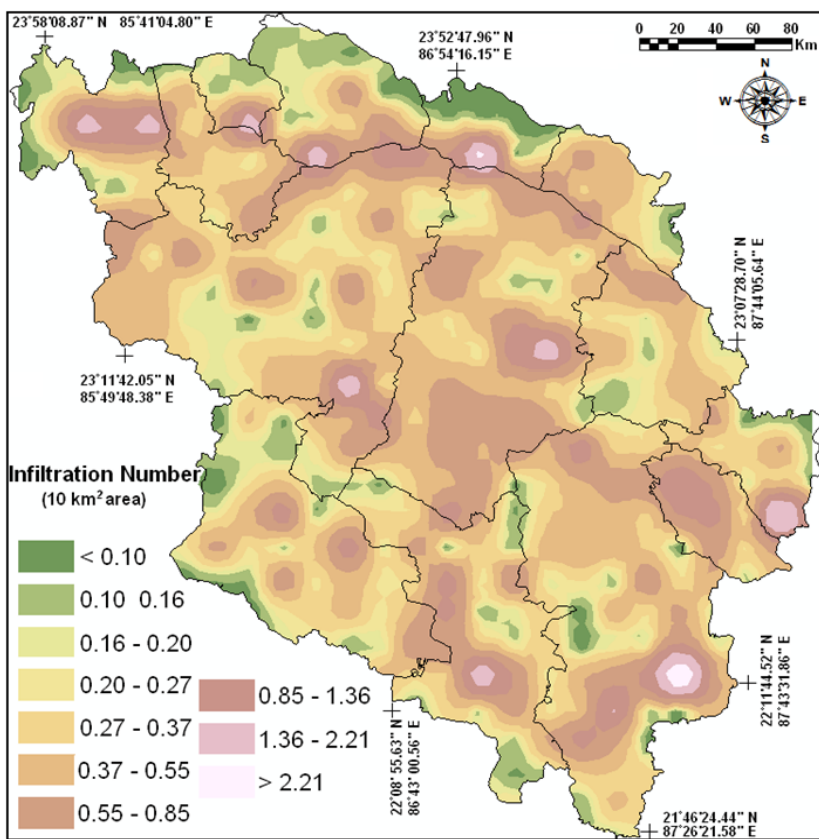 23°58'08.87" N 85°41'04.80" E
23°52'47.96" N
86°54'16.15" E
0 20 40 60 80
Km
N
W E
S
23°07'28.70" N
87°44'05.64" E
23°11'42.05" N
85°49'48.38" E
Infiltration Number
(10 km² area)
< 0.10
0.10 0.16
0.16 - 0.20
0.20 - 0.27
0.27 - 0.37
0.37 - 0.55
0.55 - 0.85
0.85 - 1.36
1.36 - 2.21
> 2.21
22°08' 55.63" N
86°43' 00.56" E
22°11'44.52" N
87°43'31.86" E
21°46'24.44" N
87°26'21.58" E